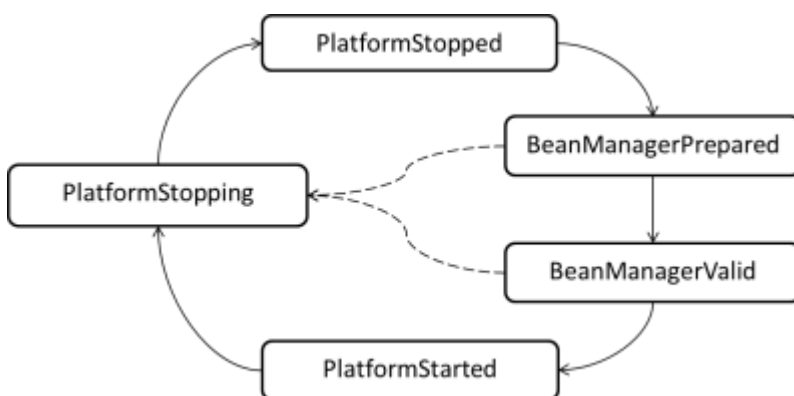 PlatformStopped
BeanManagerPrepared
PlatformStopping
BeanManagerValid
PlatformStarted